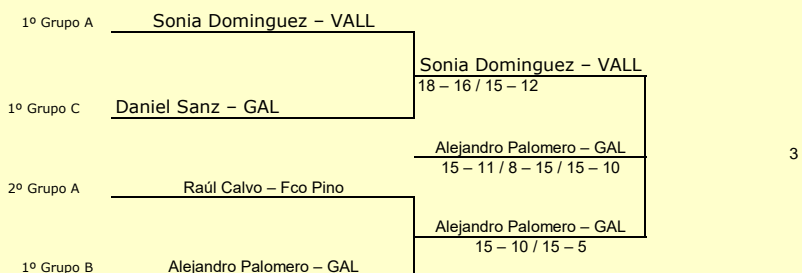 1º Grupo A
Sonia Dominguez – VALL
Sonia Dominguez – VALL
18 – 16 / 15 – 12
1º Grupo C
Daniel Sanz – GAL
Alejandro Palomero – GAL
15 – 11 / 8 – 15 / 15 – 10
3
2º Grupo A
Raúl Calvo – Fco Pino
Alejandro Palomero – GAL
15 – 10 / 15 – 5
1º Grupo B
Alejandro Palomero – GAL